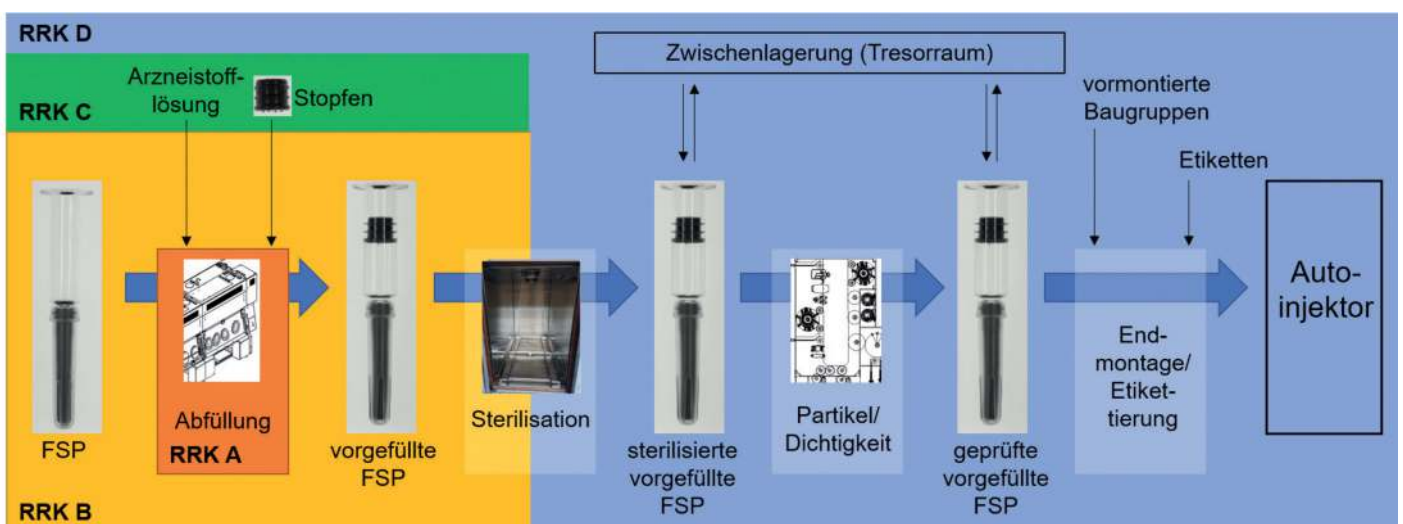 RRK D
Zwischenlagerung (Tresorraum)
Arzneistoff-
lösung
Stopfen
RRK C
vormontierte
Baugruppen
Etiketten
Auto-
injektor
End-
montage/
Etiket-
tierung
Abfüllung
Sterilisation
Partikel/
Dichtigkeit
FSP
RRK A
vorgefüllte
FSP
sterilisierte
vorgefüllte
FSP
geprüfte
vorgefüllte
FSP
RRK B